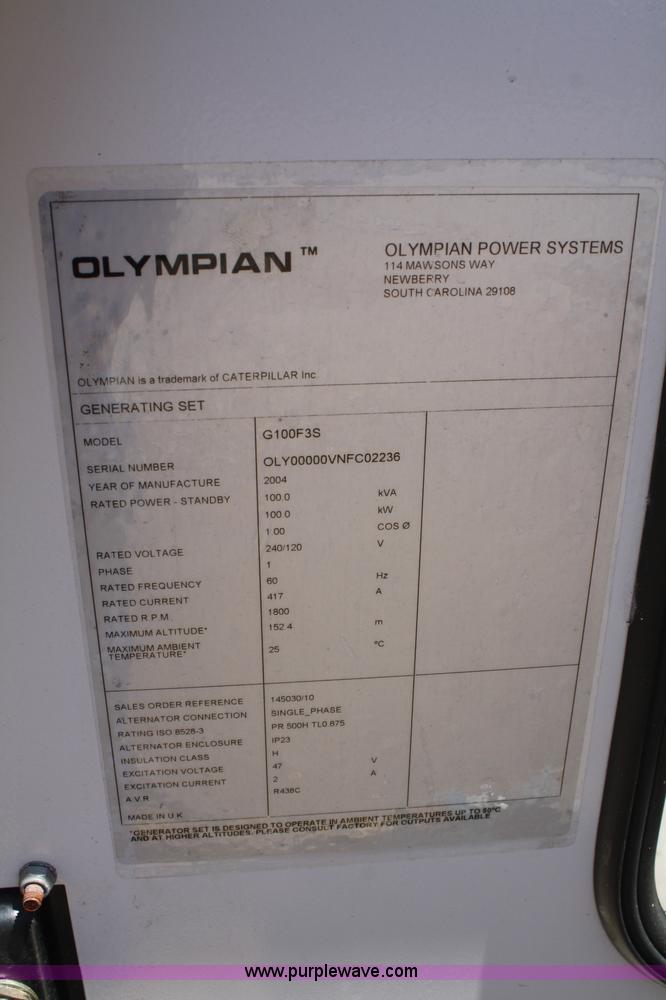 OLYMPIAN™
OLYMPIAN POWER SYSTEMS
114 MAWSONS WAY
NEWBERRY
SOUTH CAROLINA 29108
OLYMPIAN is a trademark of CATERPILLAR Inc
GENERATING SET
MODEL G100F3S
SERIAL NUMBER OLY00000VNFC02236
YEAR OF MANUFACTURE 2004
RATED POWER - STANDBY 100.0 kVA
100.0 kW
1.00 COS Ø
RATED VOLTAGE 240/120 V
PHASE 1
RATED FREQUENCY 60 Hz
RATED CURRENT 417 A
RATED R.P.M. 1800
MAXIMUM ALTITUDE* 152.4 m
MAXIMUM AMBIENT
TEMPERATURE* 25 °C
SALES ORDER REFERENCE 145030/10
ALTERNATOR CONNECTION SINGLE_PHASE
RATING ISO 8528-3 PR 500H TL0.875
ALTERNATOR ENCLOSURE IP23
INSULATION CLASS H
EXCITATION VOLTAGE 47 V
EXCITATION CURRENT 2 A
A.V.R R438C
MADE IN U.K
*GENERATOR SET IS DESIGNED TO OPERATE IN AMBIENT TEMPERATURES UP TO 50°C
AND AT HIGHER ALTITUDES. PLEASE CONSULT FACTORY FOR OUTPUTS AVAILABLE
www.purplewave.com